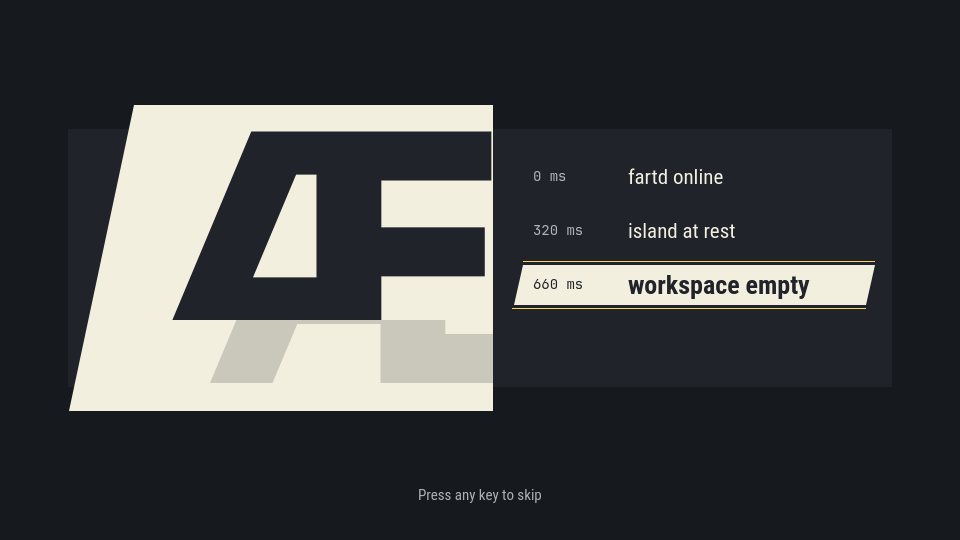 Æ
0 ms fartd online
320 ms island at rest
660 ms workspace empty
Press any key to skip